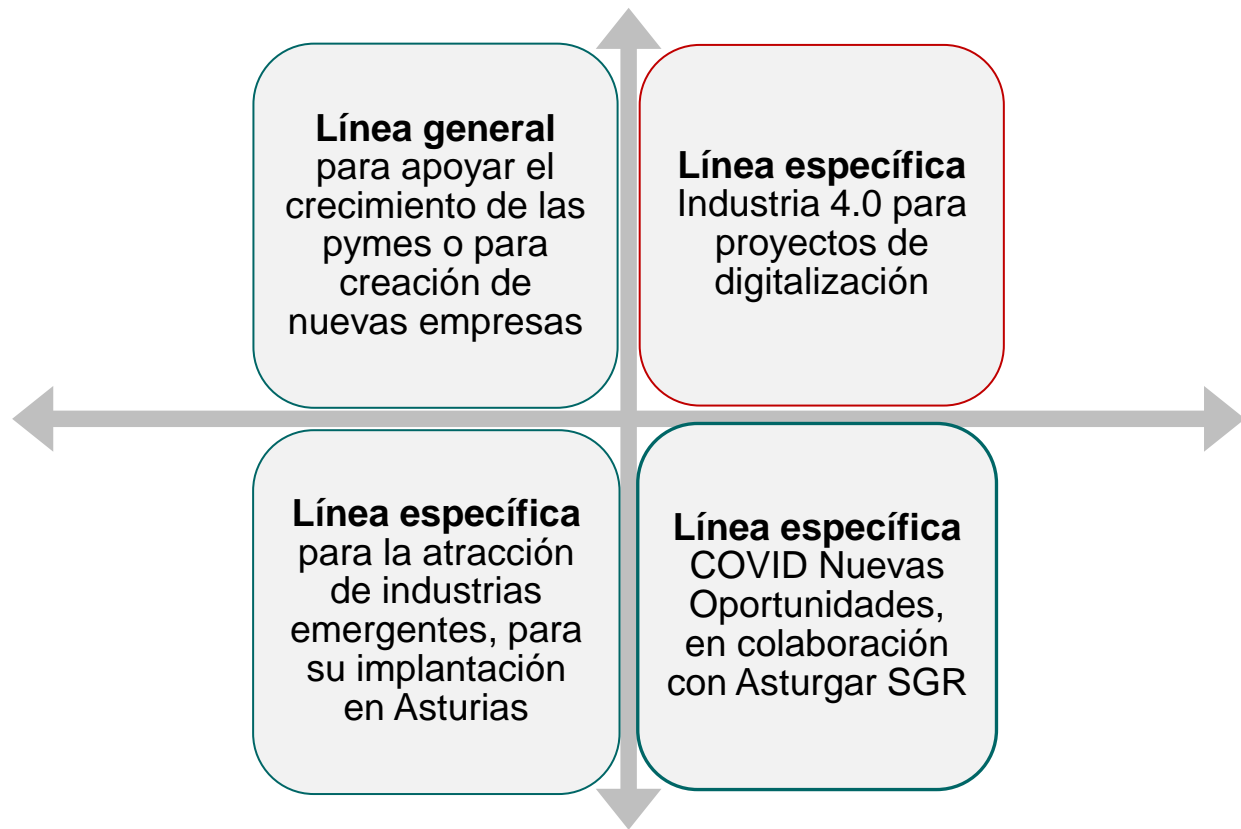 Línea general
para apoyar el
crecimiento de las
pymes o para
creación de
nuevas empresas
Línea específica
Industria 4.0 para
proyectos de
digitalización
Línea específica
para la atracción
de industrias
emergentes, para
su implantación
en Asturias
Línea específica
COVID Nuevas
Oportunidades,
en colaboración
con Asturgar SGR